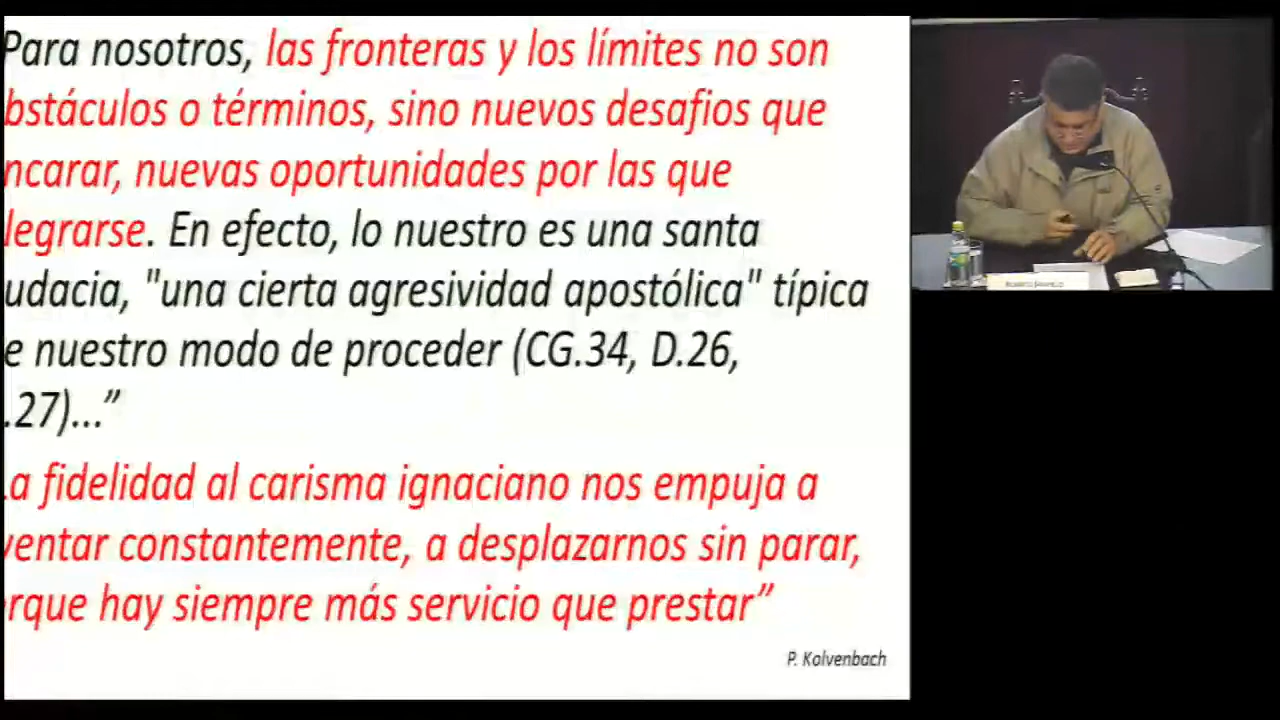 Para nosotros, las fronteras y los límites no son
bstáculos o términos, sino nuevos desafios que
ncarar, nuevas oportunidades por las que
legrarse. En efecto, lo nuestro es una santa
udacia, "una cierta agresividad apostólica" típica
e nuestro modo de proceder (CG.34, D.26,
.27)...”
a fidelidad al carisma ignaciano nos empuja a
ventar constantemente, a desplazarnos sin parar,
rque hay siempre más servicio que prestar”
P. Kolvenbach